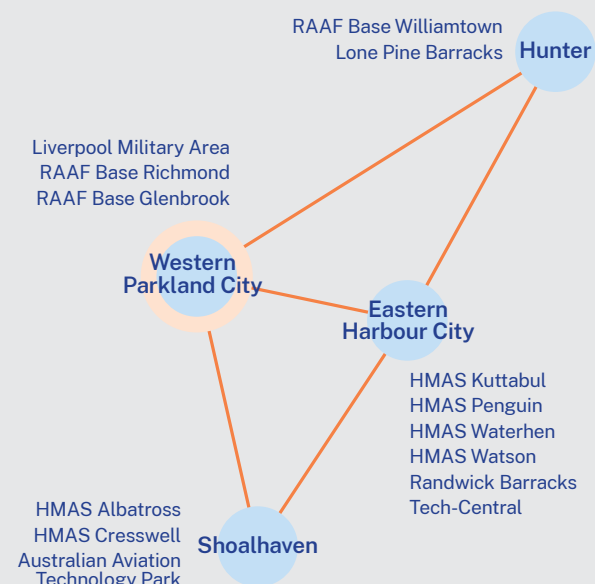 RAAF Base Williamtown
Lone Pine Barracks
Hunter
Liverpool Military Area
RAAF Base Richmond
RAAF Base Glenbrook
Western
Parkland City
Eastern
Harbour City
HMAS Kuttabul
HMAS Penguin
HMAS Waterhen
HMAS Watson
Randwick Barracks
Tech-Central
HMAS Albatross
HMAS Cresswell
Australian Aviation
Technology Park
Shoalhaven